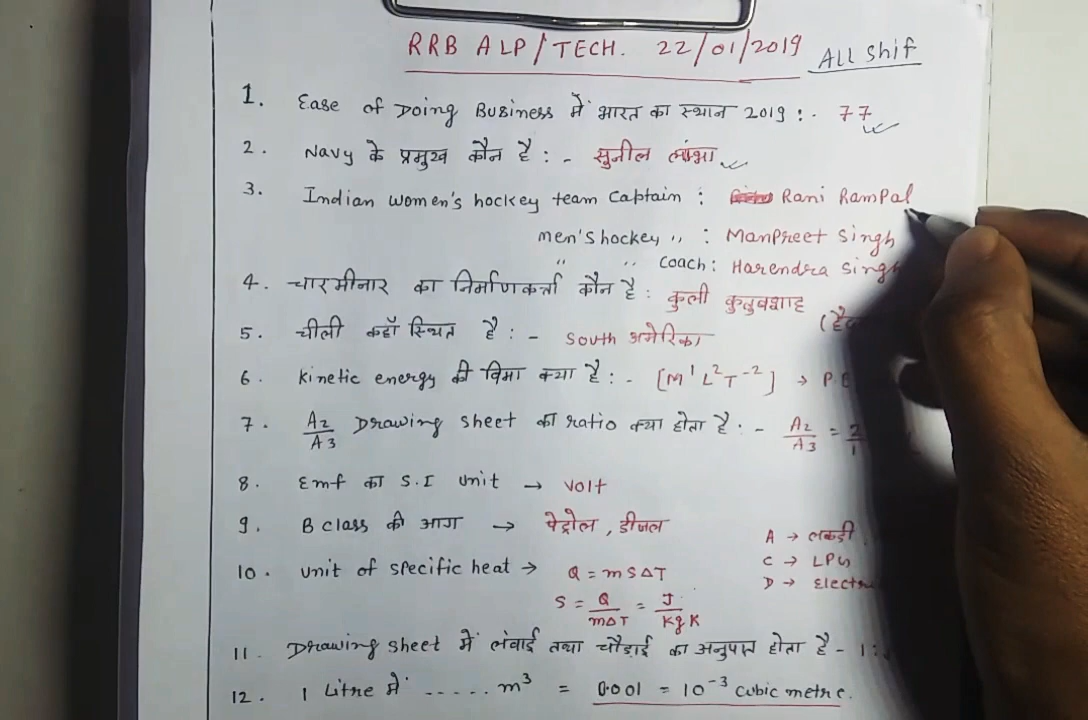 RRB ALP/TECH. 22/01/2019 All Shif
1. Ease of Doing Business में भारत का स्थान 2019 :- 77
2. Navy के प्रमुख कौन है :- सुनील लांभा
3. Indian women's hockey team Captain : Rani Rampal
men's hockey " : Manpreet Singh
" " Coach : Harendra Singh
4. चारमीनार का निर्माणकर्त्ता कौन है : कुली कुतुबशाह
5. चीली कहाँ स्थित है :- South अमेरिका
6. Kinetic energy की विमा क्या है :- [M¹L²T⁻²] → P.E
7. A2/A3 Drawing sheet का ratio क्या होता है :- A2/A3 = 2/1
8. Emf का S.I unit → Volt
9. B class की आग → पेट्रोल, डीजल
A → लकड़ी
C → LPG
D → Electr
10. Unit of specific heat → Q = msΔT
S = Q/mΔT = J/KgK
11. Drawing sheet में लंबाई तथा चौड़ाई का अनुपात होता है - 1:
12. 1 Litre में ..... m³ = 0.001 = 10⁻³ cubic metre.